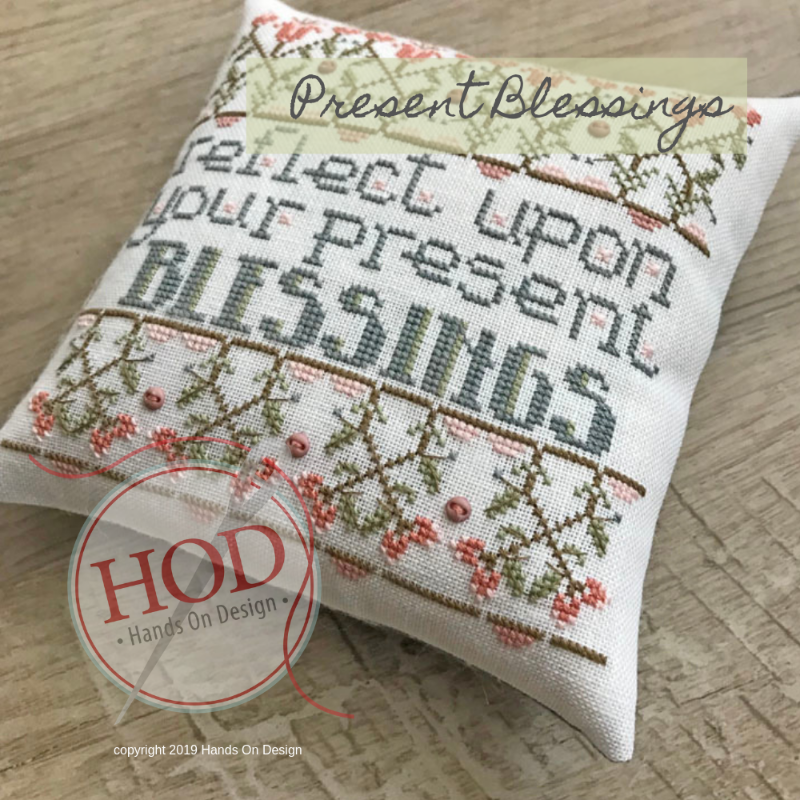 Present Blessings
reflect upon
your present
BLESSINGS
HOD
• Hands On Design •
copyright 2019 Hands On Design